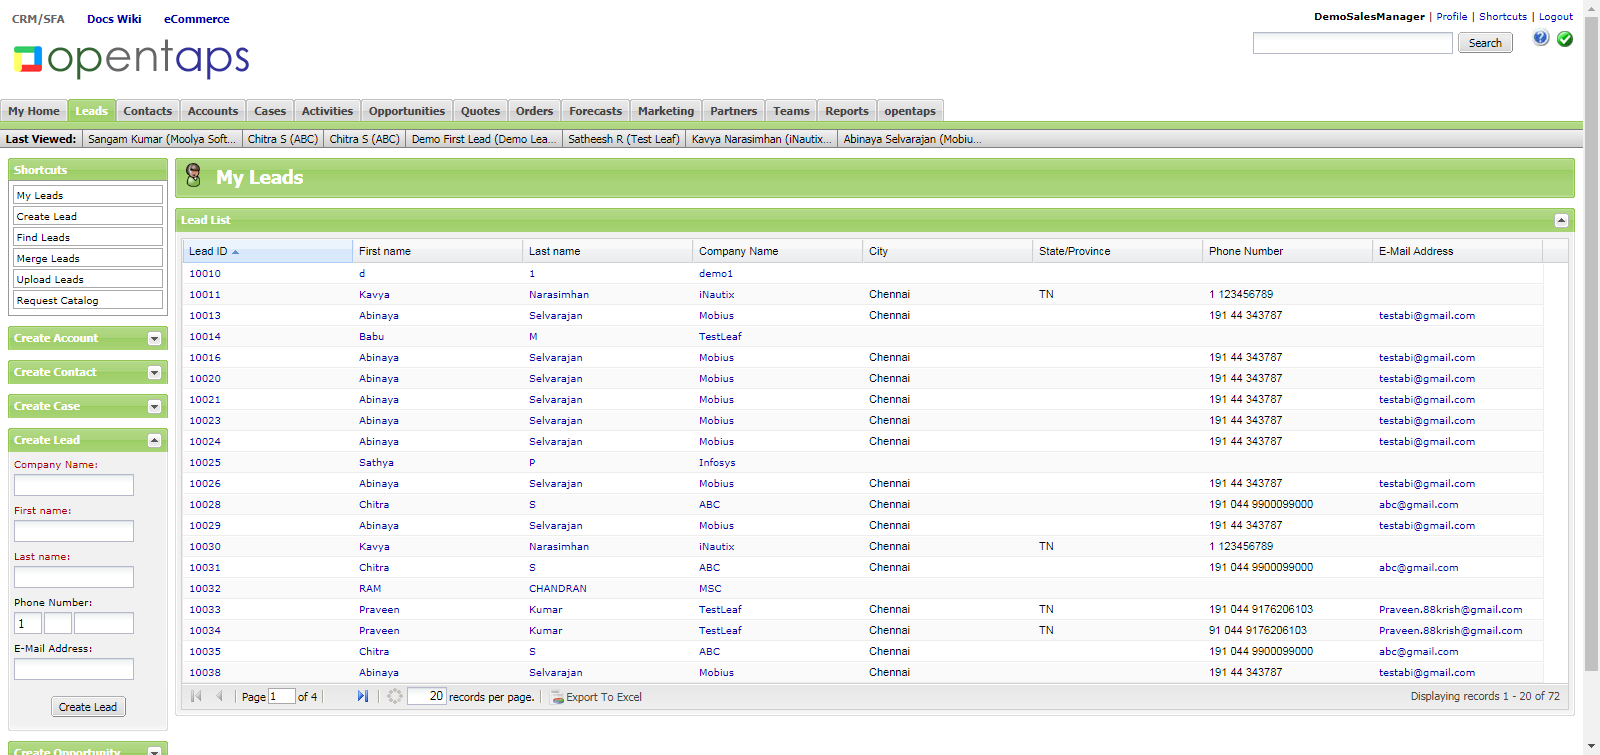 CRM/SFA Docs Wiki eCommerce
DemoSalesManager | Profile | Shortcuts | Logout
opentaps
Search
My Home Leads Contacts Accounts Cases Activities Opportunities Quotes Orders Forecasts Marketing Partners Teams Reports opentaps
Last Viewed: Sangam Kumar (Moolya Soft... Chitra S (ABC) Chitra S (ABC) Demo First Lead (Demo Lea... Satheesh R (Test Leaf) Kavya Narasimhan (iNautix... Abinaya Selvarajan (Mobiu...
Shortcuts
My Leads
Create Lead
Find Leads
Merge Leads
Upload Leads
Request Catalog
Create Account
Create Contact
Create Case
Create Lead
Company Name:
First name:
Last name:
Phone Number:
1
E-Mail Address:
Create Lead
Create Opportunity
My Leads
Lead List
Lead ID First name Last name Company Name City State/Province Phone Number E-Mail Address
10010 d 1 demo1
10011 Kavya Narasimhan iNautix Chennai TN 1 123456789
10013 Abinaya Selvarajan Mobius Chennai 191 44 343787 testabi@gmail.com
10014 Babu M TestLeaf
10016 Abinaya Selvarajan Mobius Chennai 191 44 343787 testabi@gmail.com
10020 Abinaya Selvarajan Mobius Chennai 191 44 343787 testabi@gmail.com
10021 Abinaya Selvarajan Mobius Chennai 191 44 343787 testabi@gmail.com
10023 Abinaya Selvarajan Mobius Chennai 191 44 343787 testabi@gmail.com
10024 Abinaya Selvarajan Mobius Chennai 191 44 343787 testabi@gmail.com
10025 Sathya P Infosys
10026 Abinaya Selvarajan Mobius Chennai 191 44 343787 testabi@gmail.com
10028 Chitra S ABC Chennai 191 044 9900099000 abc@gmail.com
10029 Abinaya Selvarajan Mobius Chennai 191 44 343787 testabi@gmail.com
10030 Kavya Narasimhan iNautix Chennai TN 1 123456789
10031 Chitra S ABC Chennai 191 044 9900099000 abc@gmail.com
10032 RAM CHANDRAN MSC
10033 Praveen Kumar TestLeaf Chennai TN 191 044 9176206103 Praveen.88krish@gmail.com
10034 Praveen Kumar TestLeaf Chennai TN 91 044 9176206103 Praveen.88krish@gmail.com
10035 Chitra S ABC Chennai 191 044 9900099000 abc@gmail.com
10038 Abinaya Selvarajan Mobius Chennai 191 44 343787 testabi@gmail.com
Page 1 of 4 20 records per page. Export To Excel Displaying records 1 - 20 of 72